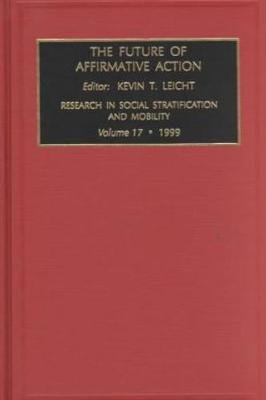 THE FUTURE OF
AFFIRMATIVE ACTION
Editor: KEVIN T. LEICHT
RESEARCH IN SOCIAL STRATIFICATION
AND MOBILITY
Volume 17 • 1999